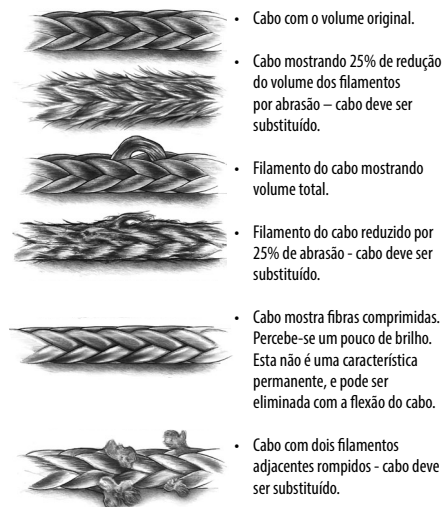 • Cabo com o volume original.
• Cabo mostrando 25% de redução
do volume dos filamentos
por abrasão – cabo deve ser
substituído.
• Filamento do cabo mostrando
volume total.
• Filamento do cabo reduzido por
25% de abrasão - cabo deve ser
substituído.
• Cabo mostra fibras comprimidas.
Percebe-se um pouco de brilho.
Esta não é uma característica
permanente, e pode ser
eliminada com a flexão do cabo.
• Cabo com dois filamentos
adjacentes rompidos - cabo deve
ser substituído.